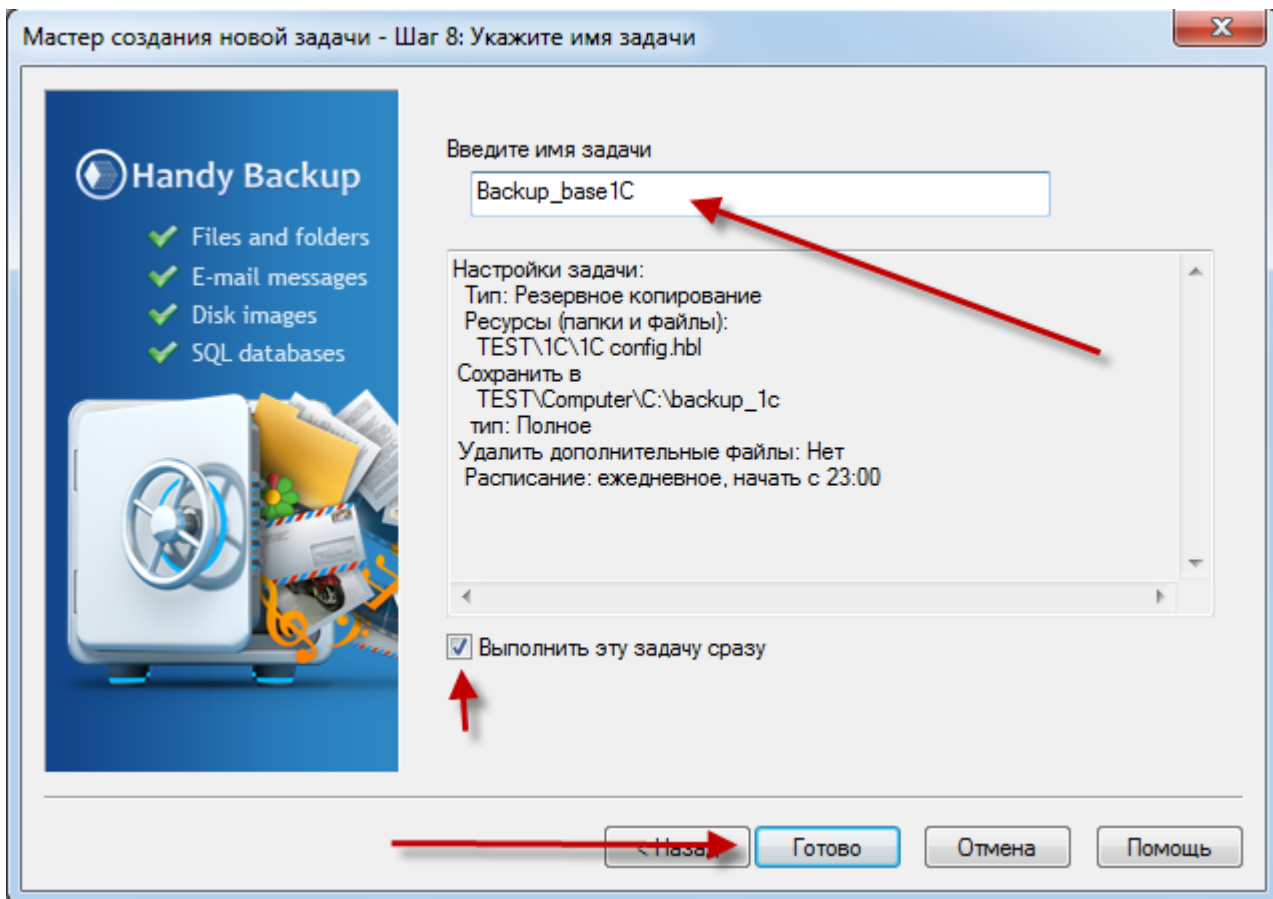 Мастер создания новой задачи - Шаг 8: Укажите имя задачи
Handy Backup
Files and folders
E-mail messages
Disk images
SQL databases
Введите имя задачи
Backup_base1C
Настройки задачи:
Тип: Резервное копирование
Ресурсы (папки и файлы):
TEST\1C\1C config.hbl
Сохранить в
TEST\Computer\C:\backup_1c
тип: Полное
Удалить дополнительные файлы: Нет
Расписание: ежедневное, начать с 23:00
Выполнить эту задачу сразу
< Назад
Готово
Отмена
Помощь